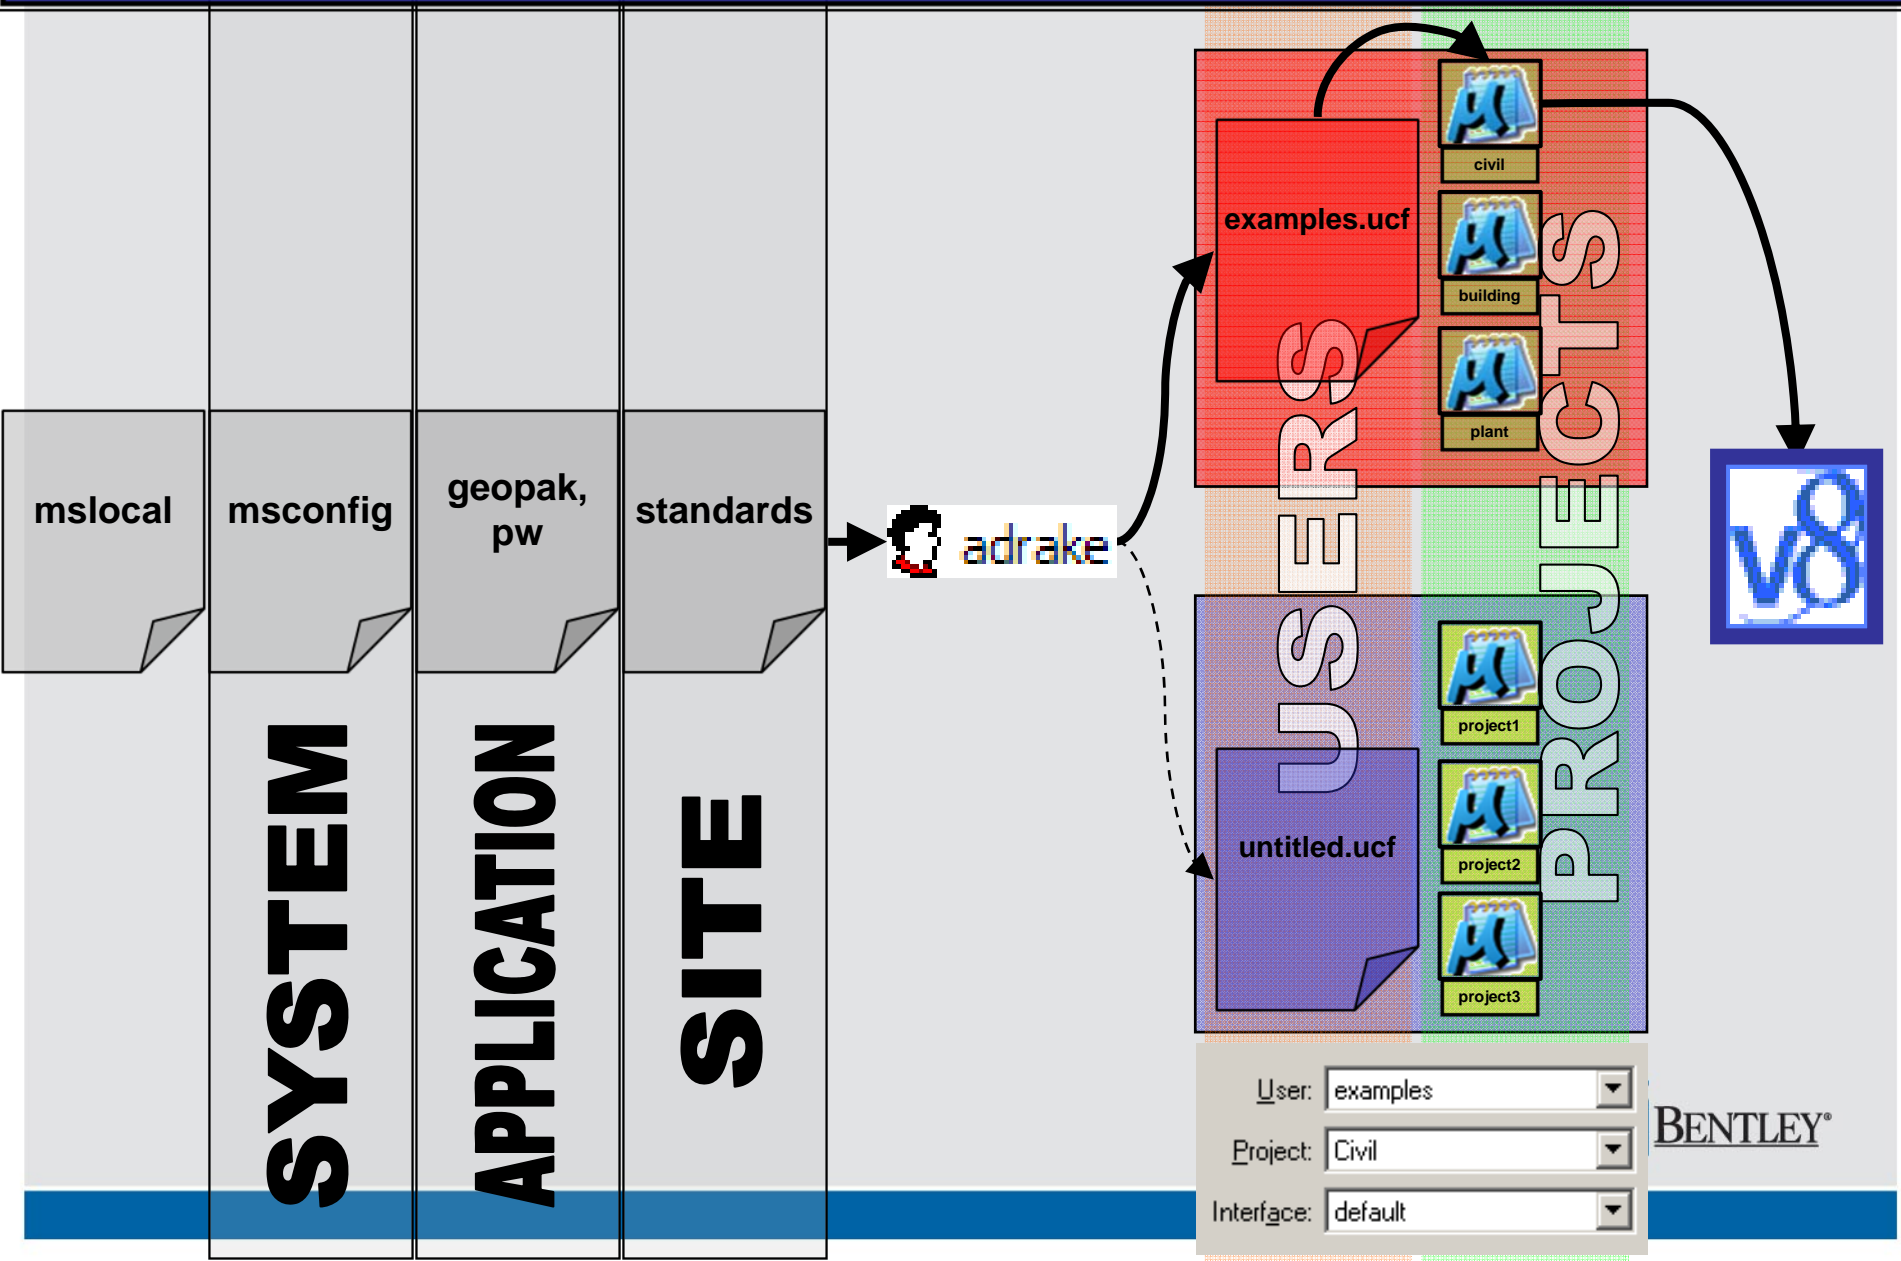 mslocal
msconfig
geopak,
pw
standards
SYSTEM
APPLICATION
SITE
adrake
examples.ucf
civil
building
plant
USERS
PROJECTS
v8
untitled.ucf
project1
project2
project3
User: examples
Project: Civil
Interface: default
BENTLEY®